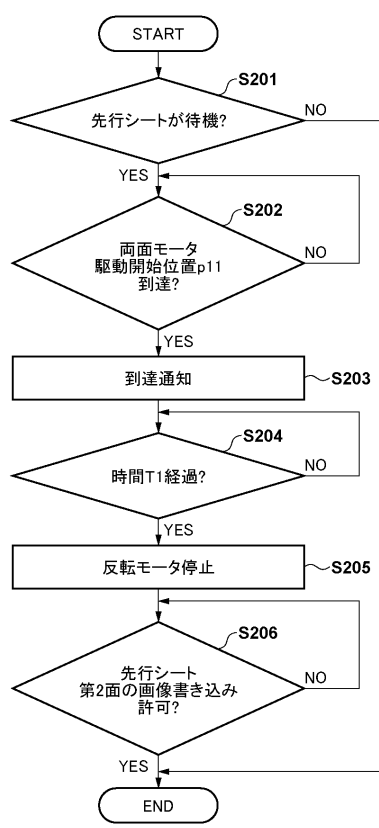 START
S201
先行シートが待機?
NO
YES
S202
両面モータ
駆動開始位置p11
到達?
NO
YES
到達通知
S203
S204
時間T1経過?
NO
YES
反転モータ停止
S205
S206
先行シート
第2面の画像書き込み
許可?
NO
YES
END